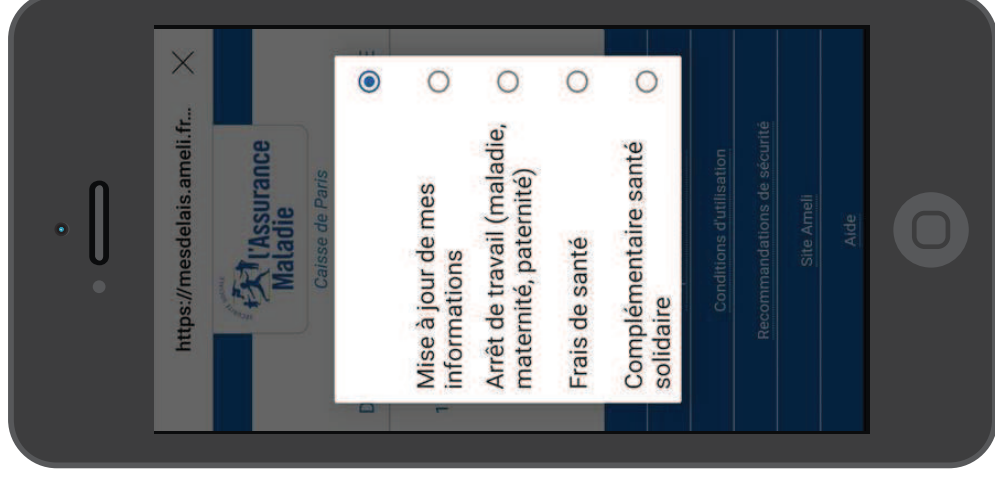 https://mesdelais.ameli.fr...
l'Assurance
Maladie
Caisse de Paris
D
E
1
Mise à jour de mes
informations
Arrêt de travail (maladie,
maternité, paternité)
Frais de santé
Complémentaire santé
solidaire
Conditions d'utilisation
Recommandations de sécurité
Site Ameli
Aide